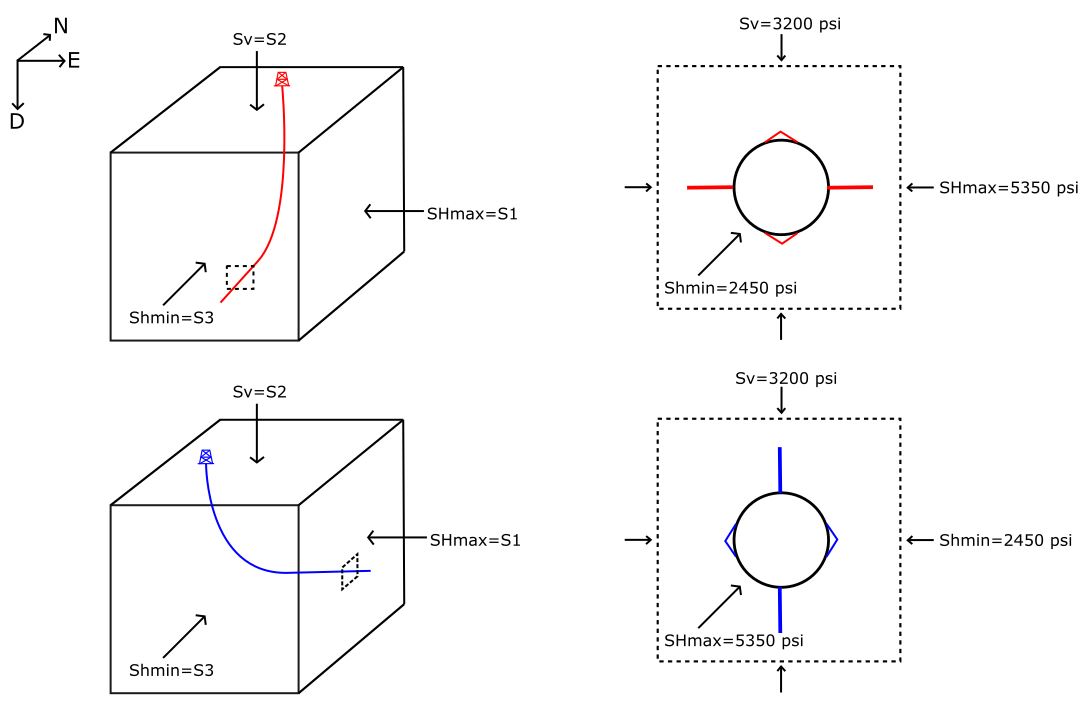 N
E
D
Sv=S2
SHmax=S1
Shmin=S3
Sv=3200 psi
SHmax=5350 psi
Shmin=2450 psi
Sv=S2
SHmax=S1
Shmin=S3
Sv=3200 psi
Shmin=2450 psi
SHmax=5350 psi